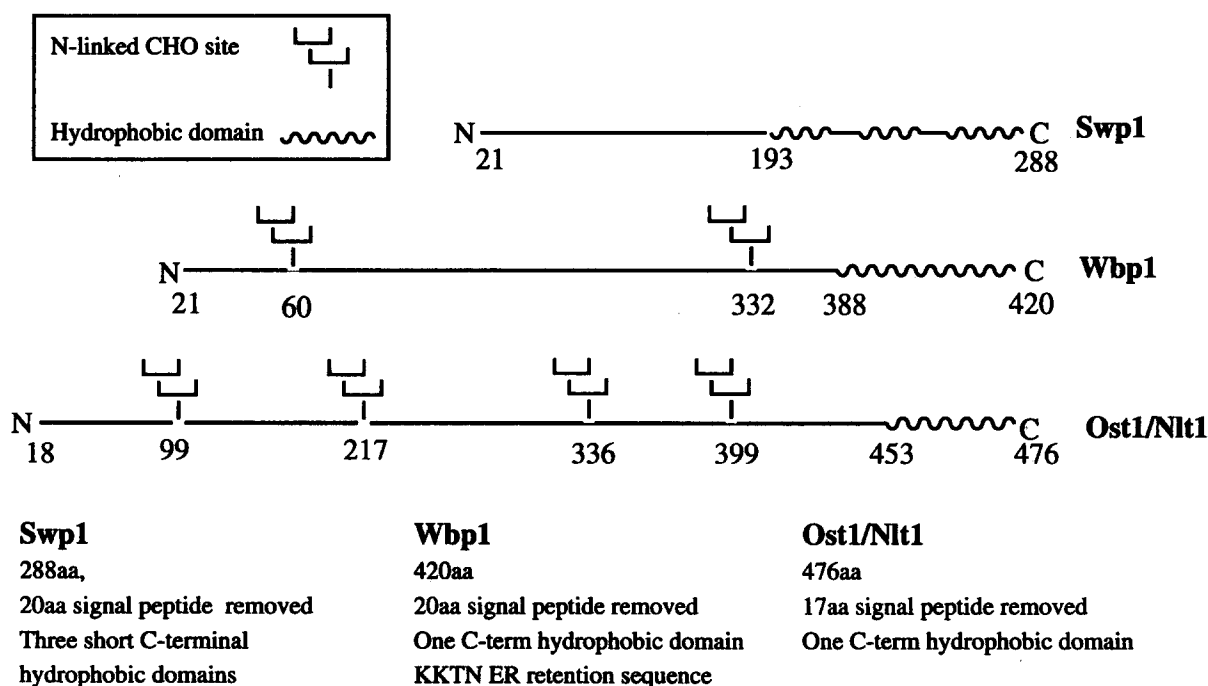 N-linked CHO site
Hydrophobic domain
N C Swp1
21 193 288
N C Wbp1
21 60 332 388 420
N C Ost1/Nlt1
18 99 217 336 399 453 476
Swp1
288aa,
20aa signal peptide removed
Three short C-terminal
hydrophobic domains
Wbp1
420aa
20aa signal peptide removed
One C-term hydrophobic domain
KKTN ER retention sequence
Ost1/Nlt1
476aa
17aa signal peptide removed
One C-term hydrophobic domain